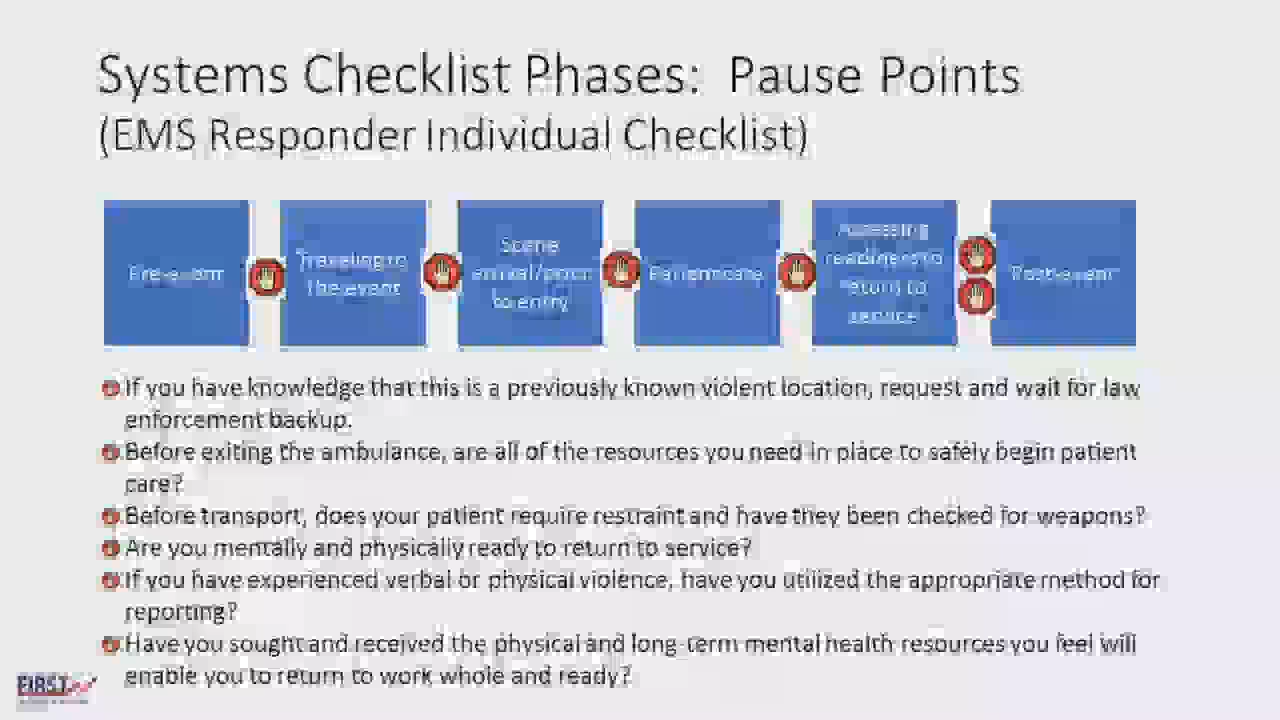 Systems Checklist Phases: Pause Points
(EMS Responder Individual Checklist)
Pre-event
Traveling to
the event
Scene
arrival/prior
to entry
Patient care
Assessing
readiness to
return to
service
Post-event
If you have knowledge that this is a previously known violent location, request and wait for law
enforcement backup.
Before exiting the ambulance, are all of the resources you need in place to safely begin patient
care?
Before transport, does your patient require restraint and have they been checked for weapons?
Are you mentally and physically ready to return to service?
If you have experienced verbal or physical violence, have you utilized the appropriate method for
reporting?
Have you sought and received the physical and long-term mental health resources you feel will
enable you to return to work whole and ready?
FIRST